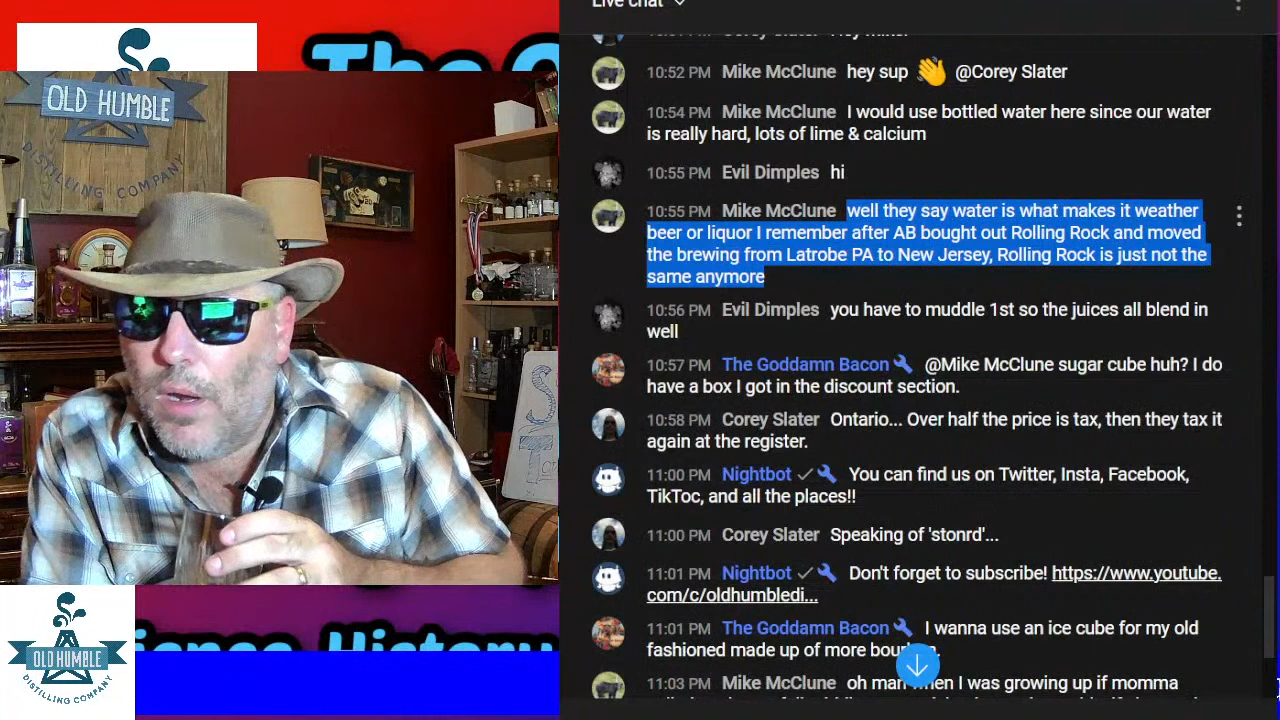 OLD HUMBLE
DISTILLING COMPANY
The
Live chat
10:52 PM Mike McClune hey sup 👋 @Corey Slater
10:54 PM Mike McClune I would use bottled water here since our water
is really hard, lots of lime & calcium
10:55 PM Evil Dimples hi
10:55 PM Mike McClune well they say water is what makes it weather
beer or liquor I remember after AB bought out Rolling Rock and moved
the brewing from Latrobe PA to New Jersey, Rolling Rock is just not the
same anymore
10:56 PM Evil Dimples you have to muddle 1st so the juices all blend in
well
10:57 PM The Goddamn Bacon @Mike McClune sugar cube huh? I do
have a box I got in the discount section.
10:58 PM Corey Slater Ontario... Over half the price is tax, then they tax it
again at the register.
11:00 PM Nightbot You can find us on Twitter, Insta, Facebook,
TikToc, and all the places!!
11:00 PM Corey Slater Speaking of 'stonrd'...
11:01 PM Nightbot Don't forget to subscribe! https://www.youtube.
com/c/oldhumbledi...
11:01 PM The Goddamn Bacon I wanna use an ice cube for my old
fashioned made up of more
11:03 PM Mike McClune oh man when I was growing up if momma
History
OLD HUMBLE
DISTILLING COMPANY